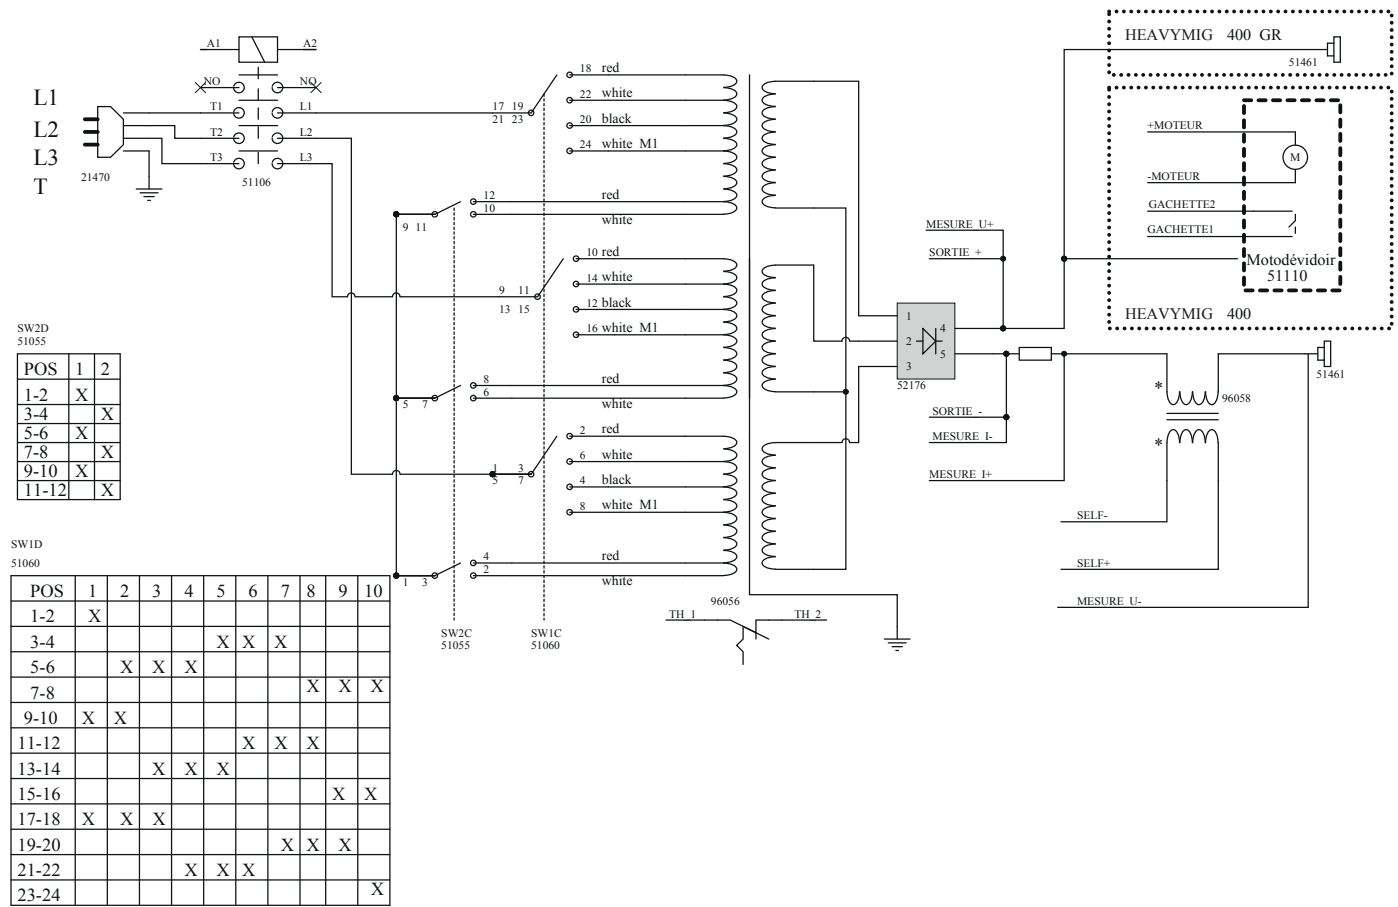 HEAVYMIG 400 GR
51461
A1 A2
NO NO
L1
L2
L3
T
21470
T1 L1
T2 L2
T3 L3
51106
17 19
21 23
18 red
22 white
20 black
24 white M1
12 red
10 white
9 11
10 red
14 white
12 black
16 white M1
9 11
13 15
8 red
6 white
5 7
2 red
6 white
4 black
8 white M1
1 3
5 7
4 red
2 white
1 3
SW2C
51055
SW1C
51060
96056
TH 1 TH 2
1
2
3
4
5
52176
MESURE U+
SORTIE +
SORTIE -
MESURE I-
MESURE I+
SELF-
SELF+
MESURE U-
+MOTEUR
M
-MOTEUR
GACHETTE2
GACHETTE1
Motodévidoir
51110
HEAVYMIG 400
51461
*
96058
*
SW2D
51055
POS 1 2
1-2 X
3-4 X
5-6 X
7-8 X
9-10 X
11-12 X
SW1D
51060
POS 1 2 3 4 5 6 7 8 9 10
1-2 X
3-4 X X X
5-6 X X X
7-8 X X X
9-10 X X
11-12 X X X
13-14 X X X
15-16 X X
17-18 X X X
19-20 X X X
21-22 X X X
23-24 X